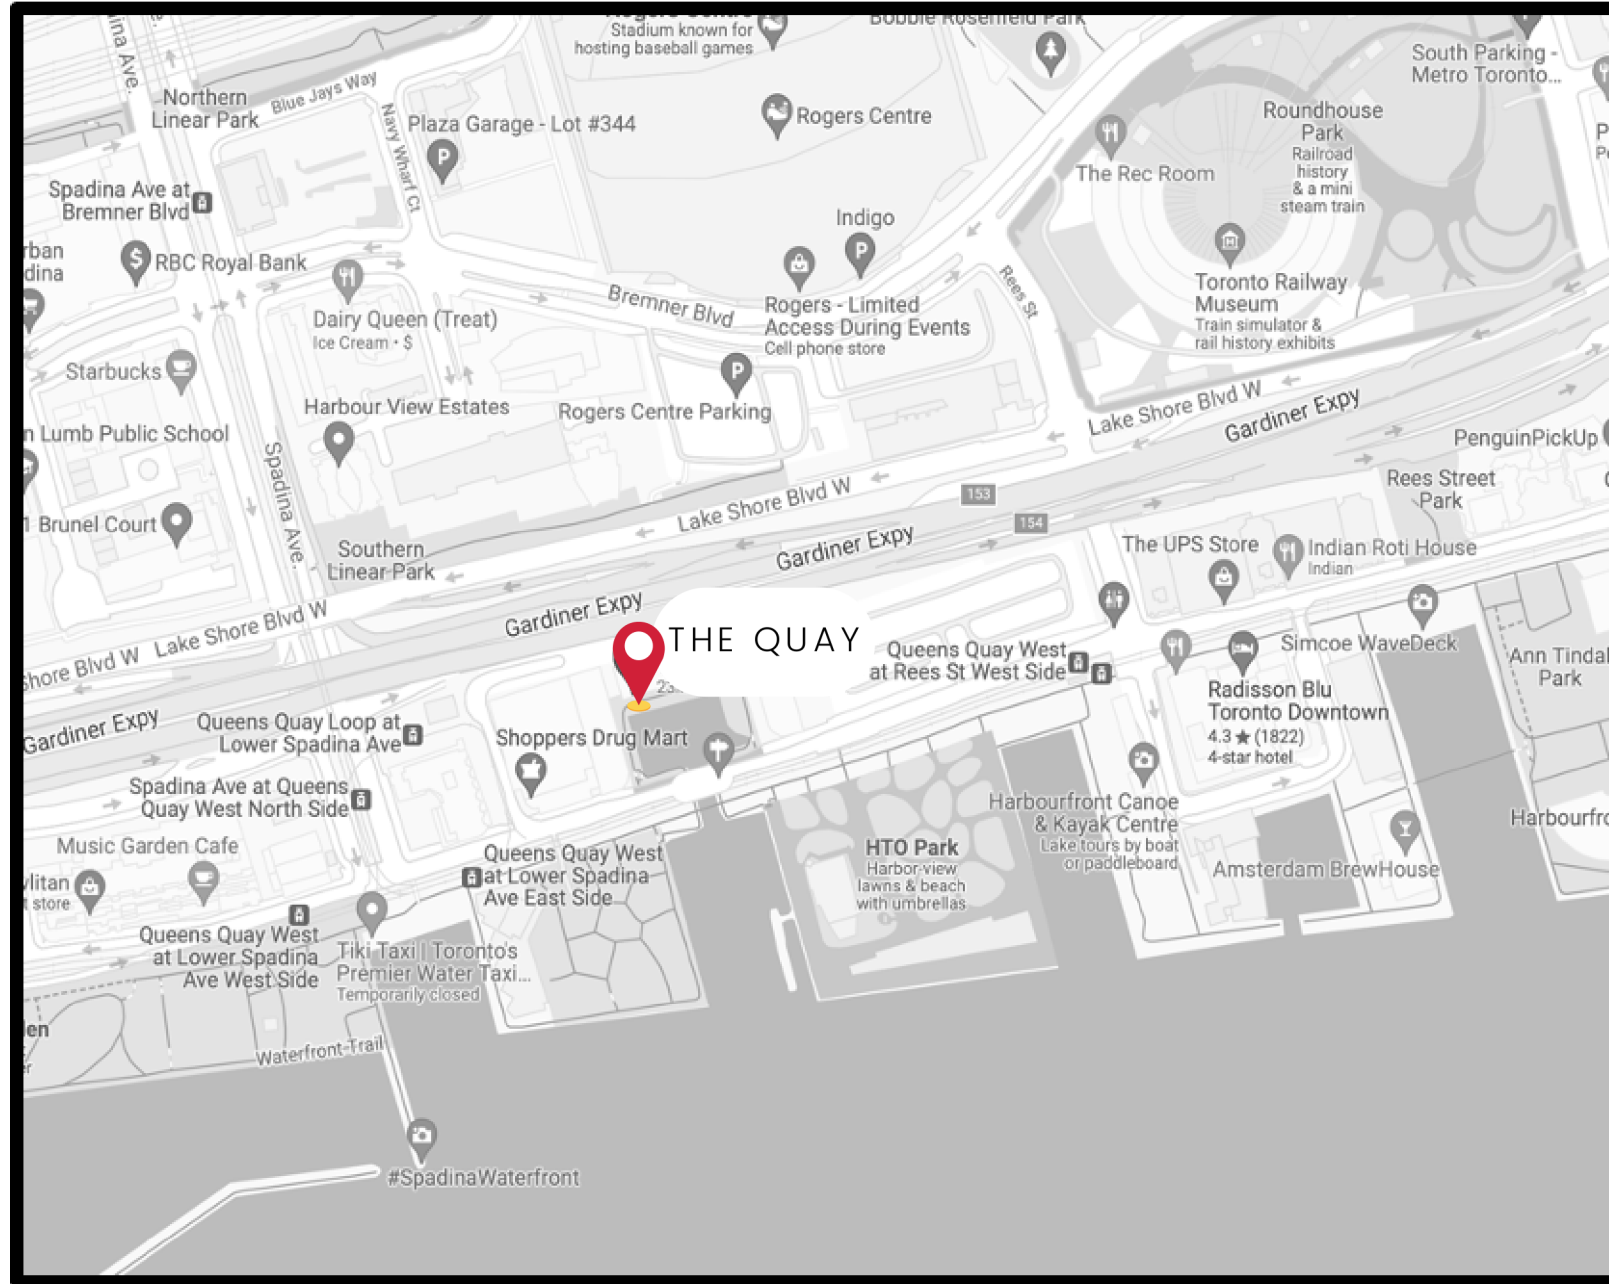 Rogers Centre
Stadium known for
hosting baseball games
Bobbie Rosenfeld Park
South Parking -
Metro Toronto...
Northern
Linear Park
Blue Jays Way
Navy Wharf Ct
Plaza Garage - Lot #344
Rogers Centre
Roundhouse
Park
Railroad
history
& a mini
steam train
The Rec Room
Spadina Ave at
Bremner Blvd
Indigo
RBC Royal Bank
Bremner Blvd
Rees St
Toronto Railway
Museum
Train simulator &
rail history exhibits
Rogers - Limited
Access During Events
Cell phone store
Dairy Queen (Treat)
Ice Cream • $
Starbucks
Harbour View Estates
Rogers Centre Parking
Lake Shore Blvd W
Gardiner Expy
n Lumb Public School
PenguinPickUp
Spadina Ave.
Rees Street
Park
Lake Shore Blvd W
153
154
1 Brunel Court
Gardiner Expy
Southern
Linear Park
The UPS Store
Indian Roti House
Indian
Gardiner Expy
Lake Shore Blvd W
THE QUAY
Simcoe WaveDeck
Queens Quay West
at Rees St West Side
Shore Blvd W
Ann Tindal
Park
Radisson Blu
Toronto Downtown
4.3 ★ (1822)
4-star hotel
Gardiner Expy
Queens Quay Loop at
Lower Spadina Ave
Shoppers Drug Mart
Spadina Ave at Queens
Quay West North Side
Harbourfront Canoe
& Kayak Centre
Lake tours by boat
or paddleboard
Harbourfro
Music Garden Cafe
HTO Park
Harbor-view
lawns & beach
with umbrellas
Queens Quay West
at Lower Spadina
Ave East Side
Amsterdam BrewHouse
Queens Quay West
at Lower Spadina
Ave West Side
Tiki Taxi | Toronto's
Premier Water Taxi...
Temporarily closed
Waterfront Trail
#SpadinaWaterfront